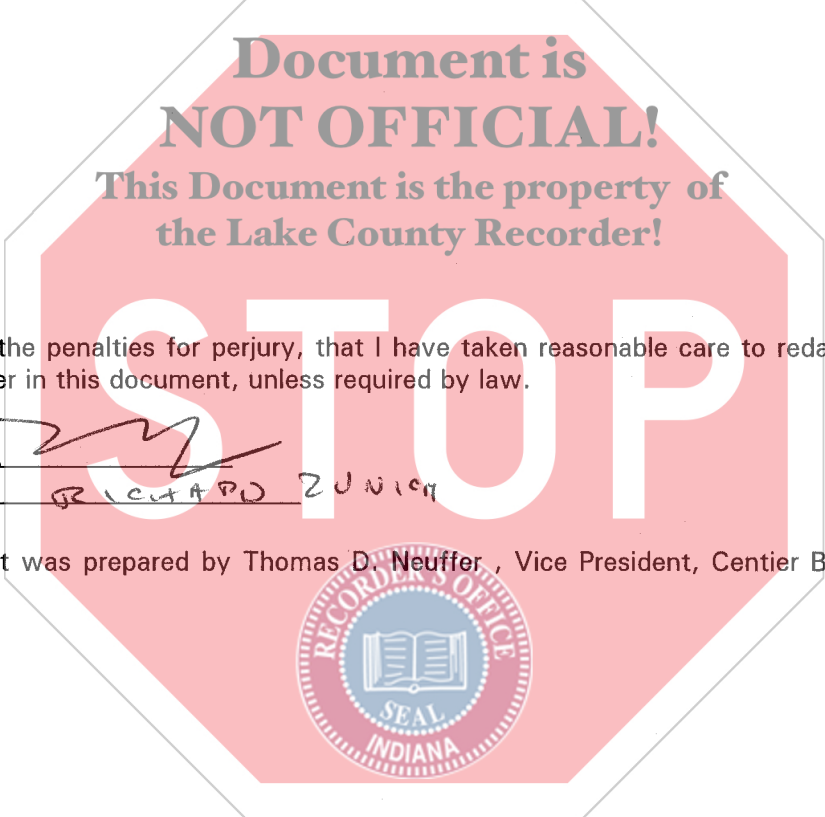 Document is
NOT OFFICIAL!
This Document is the property of
the Lake County Recorder!
STOP
the penalties for perjury, that I have taken reasonable care to reda
er in this document, unless required by law.
RICHARD ZUNICH
t was prepared by Thomas D. Neuffer , Vice President, Centier B
RECORDER'S OFFICE
SEAL
INDIANA